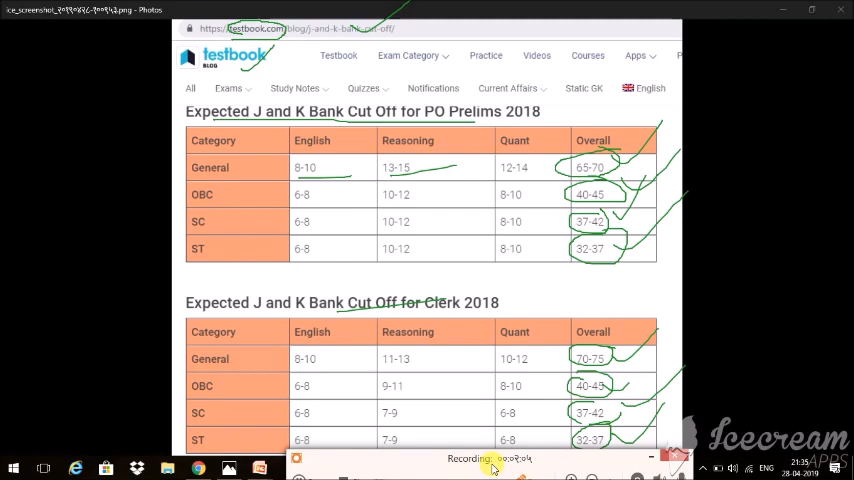 ice_screenshot_२०१९०४२८-२१००५५३.png - Photos
https://testbook.com/blog/j-and-k-bank-cut-off/
testbook
BLOG
Testbook Exam Category Practice Videos Courses Apps P
All Exams Study Notes Quizzes Notifications Current Affairs Static GK English
Expected J and K Bank Cut Off for PO Prelims 2018
Category English Reasoning Quant Overall
General 8-10 13-15 12-14 65-70
OBC 6-8 10-12 8-10 40-45
SC 6-8 10-12 8-10 37-42
ST 6-8 10-12 8-10 32-37
Expected J and K Bank Cut Off for Clerk 2018
Category English Reasoning Quant Overall
General 8-10 11-13 10-12 70-75
OBC 6-8 9-11 8-10 40-45
SC 6-8 7-9 6-8 37-42
ST 6-8 7-9 6-8 32-37
Icecream
APPS
Recording: ००:०२:०५
ENG
21:35
28-04-2019